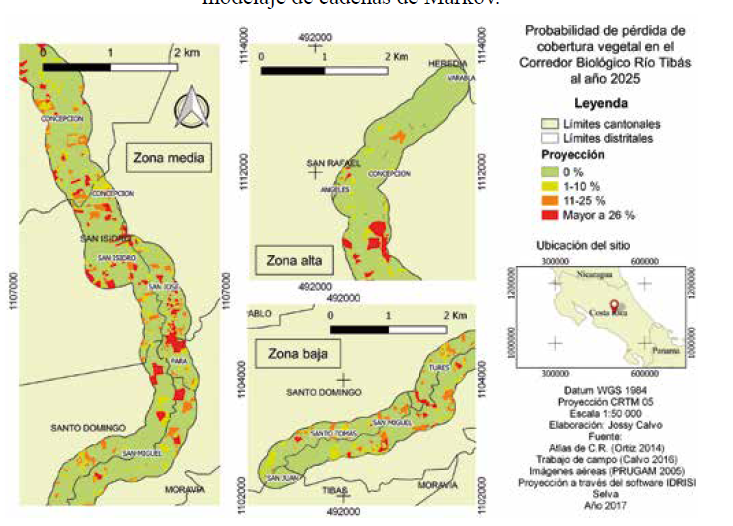 modelaje de cadenas de Markov.
0 1 2 km
CONCEPCION
Zona media
CONCEPCION
SAN ISIDRO
SAN ISIDRO
SAN JOSE
PARA
SANTO DOMINGO
SAN MIGUEL
MORAVIA
1107000
1107000
492000
0 1 2 Km
HEREDIA
VARABLA
SAN RAFAEL
ANGELES
CONCEPCION
Zona alta
1114000
1114000
1112000
1112000
492000
492000
PABLO
0 1 2 Km
Zona baja
TURES
SANTO DOMINGO
SAN MIGUEL
SANTO TOMAS
SAN JUAN
TIBAS
MORAVIA
492000
1104000
1104000
1102000
1102000
Probabilidad de pérdida de
cobertura vegetal en el
Corredor Biológico Río Tibás
al año 2025
Leyenda
Límites cantonales
Límites distritales
Proyección
0 %
1-10 %
11-25 %
Mayor a 26 %
Ubicación del sitio
300000 600000
Nicaragua
Costa Rica
Panama
1200000
1200000
1000000
1000000
300000 600000
Datum WGS 1984
Proyección CRTM 05
Escala 1:50 000
Elaboración: Jossy Calvo
Fuente:
Atlas de C.R. (Ortiz 2014)
Trabajo de campo (Calvo 2016)
Imágenes aéreas (PRUGAM 2005)
Proyección a través del software IDRISI
Selva
Año 2017